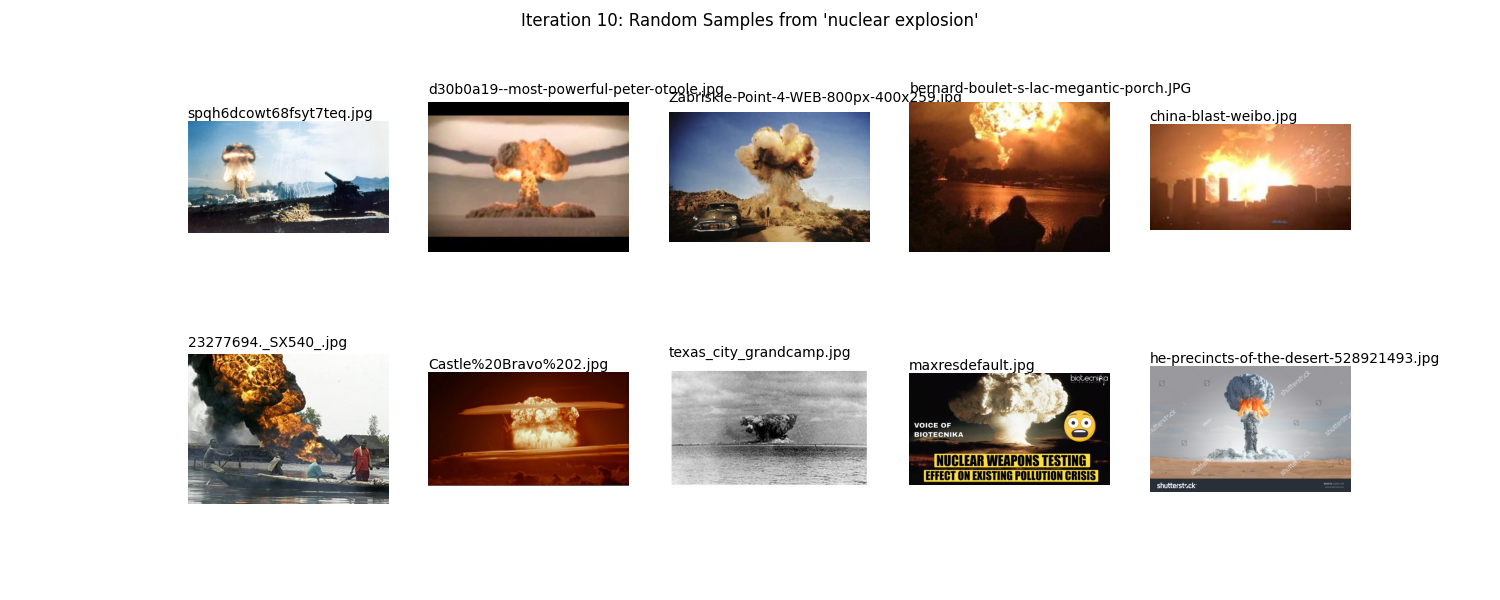 Iteration 10: Random Samples from 'nuclear explosion'
spqh6dcowt68fsyt7teq.jpg
d30b0a19--most-powerful-peter-otoole.jpg
Zabriskie-Point-4-WEB-800px-400x259.jpg
bernard-boulet-s-lac-megantic-porch.JPG
china-blast-weibo.jpg
23277694._SX540_.jpg
Castle%20Bravo%202.jpg
texas_city_grandcamp.jpg
maxresdefault.jpg
he-precincts-of-the-desert-528921493.jpg
biotecnika
VOICE OF
BIOTECNIKA
NUCLEAR WEAPONS TESTING
EFFECT ON EXISTING POLLUTION CRISIS
shutterstock